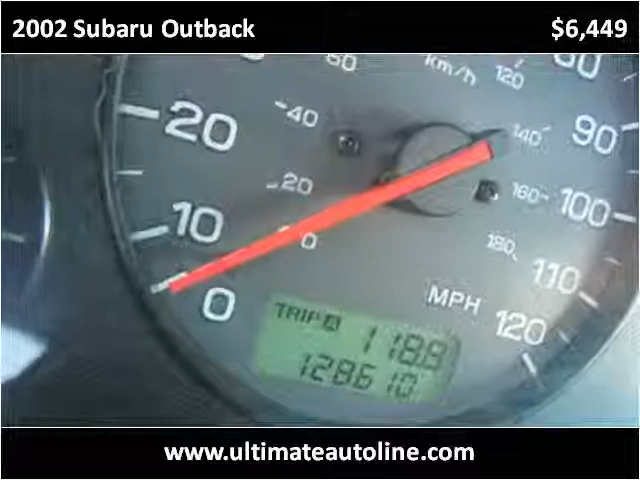 2002 Subaru Outback $6,449
80 km/h 120
20 40 140 90
20 160 100
10 0 180 110
0 MPH 120
TRIP A 118.8
128610
www.ultimateautoline.com